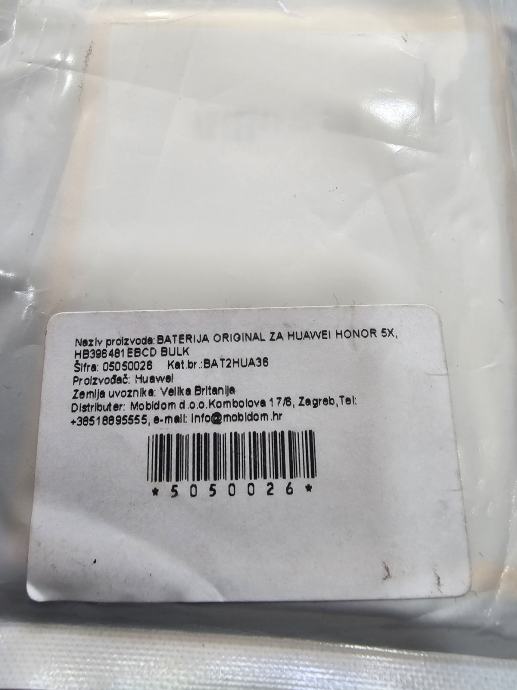 Naziv proizvoda:BATERIJA ORIGINAL ZA HUAWEI HONOR 5X,
HB396481EBCD BULK
Šifra: 05050026 Kat.br.:BAT2HUA36
Proizvođač: Huawei
Zemlja uvoznika: Velika Britanija
Distributer: Mobidom d.o.o.Kombolova 17/6, Zagreb,Tel:
+38518895555, e-mail: info@mobidom.hr
*5050026*